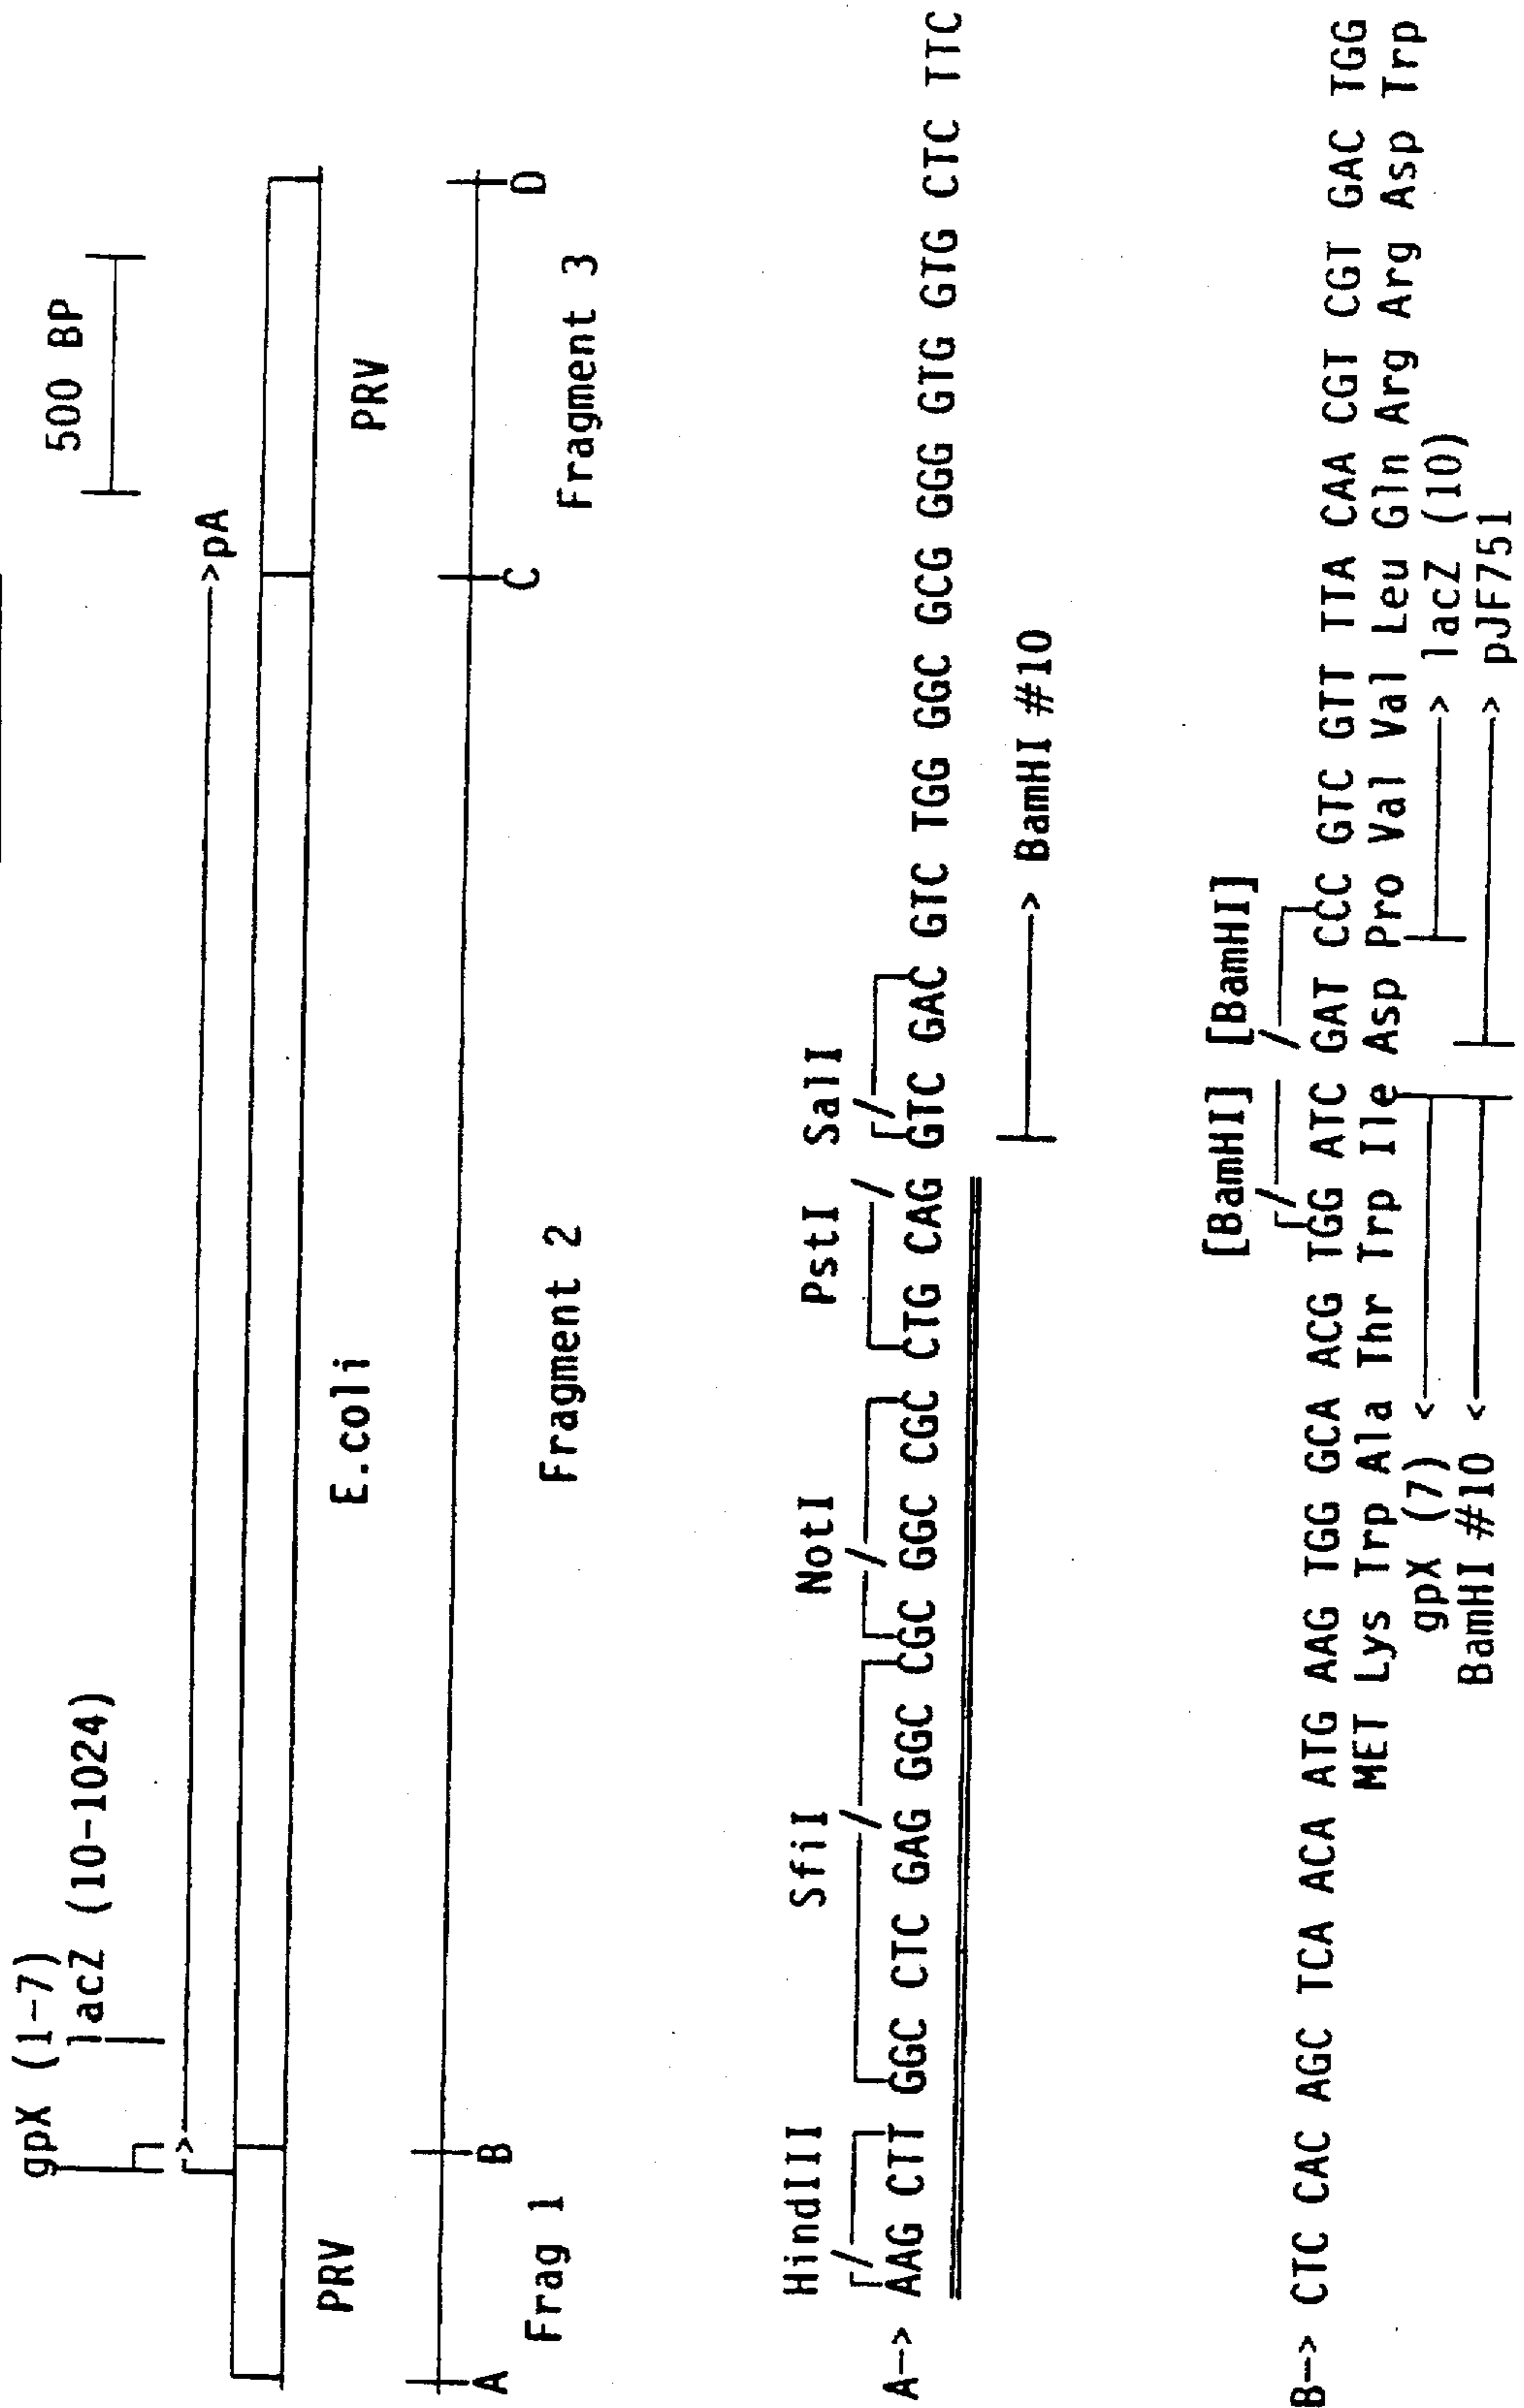 gpX (1-7)
lacZ (10-1024)
500 BP
>pA
PRV
E.coli
PRV
A
B
C
D
Frag 1
Fragment 2
Fragment 3
HindIII
SfiI
NotI
PstI
SalI
A--> AAG CTT GGC CTC GAG GGC CGC GGC CGC CTG CAG GTC GAC GTC TGG GGC GCG GGG GTG GTG CTC TTC
> BamHI #10
[BamHI] [BamHI]
B--> CTC CAC AGC TCA ACA ATG AAG TGG GCA ACG TGG ATC GAT CCC GTC GTT TTA CAA CGT CGT GAC TGG
MET Lys Trp Ala Thr Trp Ile Asp Pro Val Val Leu Gln Arg Arg Asp Trp
gpX (7) <
> lacZ (10)
BamHI #10 <
> pJF751